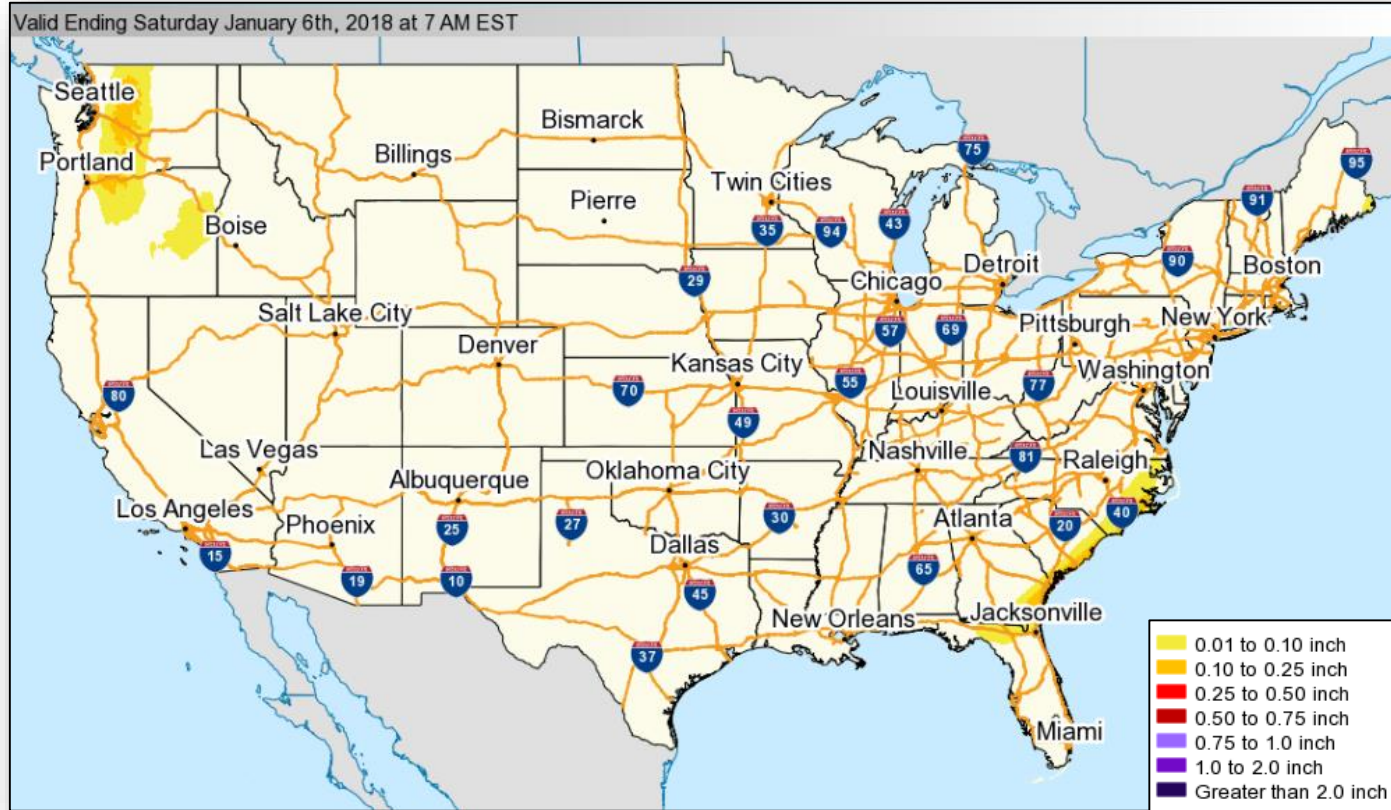 Valid Ending Saturday January 6th, 2018 at 7 AM EST
Seattle
Portland
Billings
Bismarck
Pierre
Boise
Twin Cities
75
95
91
35
94
43
90
Boston
29
Chicago
Detroit
Salt Lake City
Denver
57
69
Pittsburgh
New York
80
70
Kansas City
55
Louisville
77
Washington
49
Las Vegas
Albuquerque
Oklahoma City
Nashville
81
Raleigh
Los Angeles
Phoenix
25
27
30
Atlanta
20
40
15
19
10
Dallas
45
65
New Orleans
Jacksonville
37
Miami
0.01 to 0.10 inch
0.10 to 0.25 inch
0.25 to 0.50 inch
0.50 to 0.75 inch
0.75 to 1.0 inch
1.0 to 2.0 inch
Greater than 2.0 inch